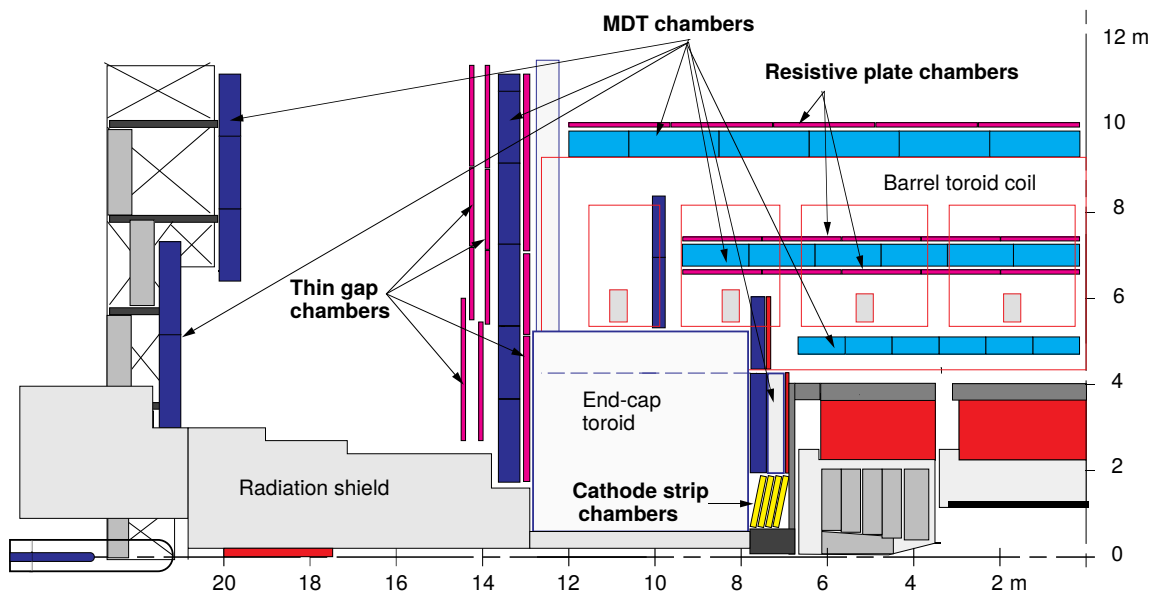 MDT chambers
12 m
Resistive plate chambers
10
Barrel toroid coil
8
Thin gap
chambers
6
4
End-cap
toroid
2
Radiation shield
Cathode strip
chambers
0
20 18 16 14 12 10 8 6 4 2 m